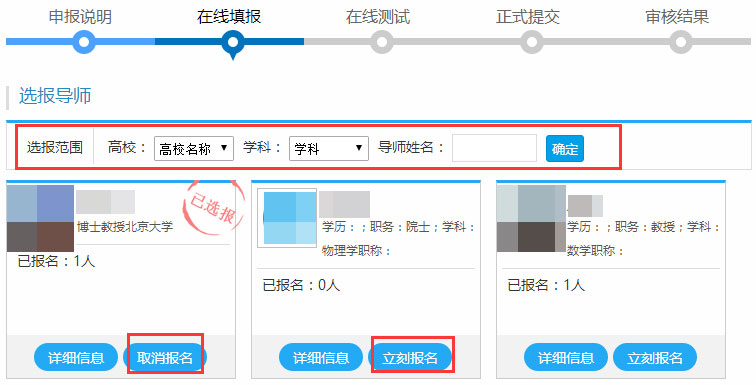 申报说明 在线填报 在线测试 正式提交 审核结果
选报导师
选报范围 高校： 高校名称 学科： 学科 导师姓名： 确定
博士教授北京大学
已选报
已报名：1人
详细信息 取消报名
学历：；职务：院士；学科：
物理学职称：
已报名：0人
详细信息 立刻报名
学历：；职务：教授；学科：
数学职称：
已报名：1人
详细信息 立刻报名